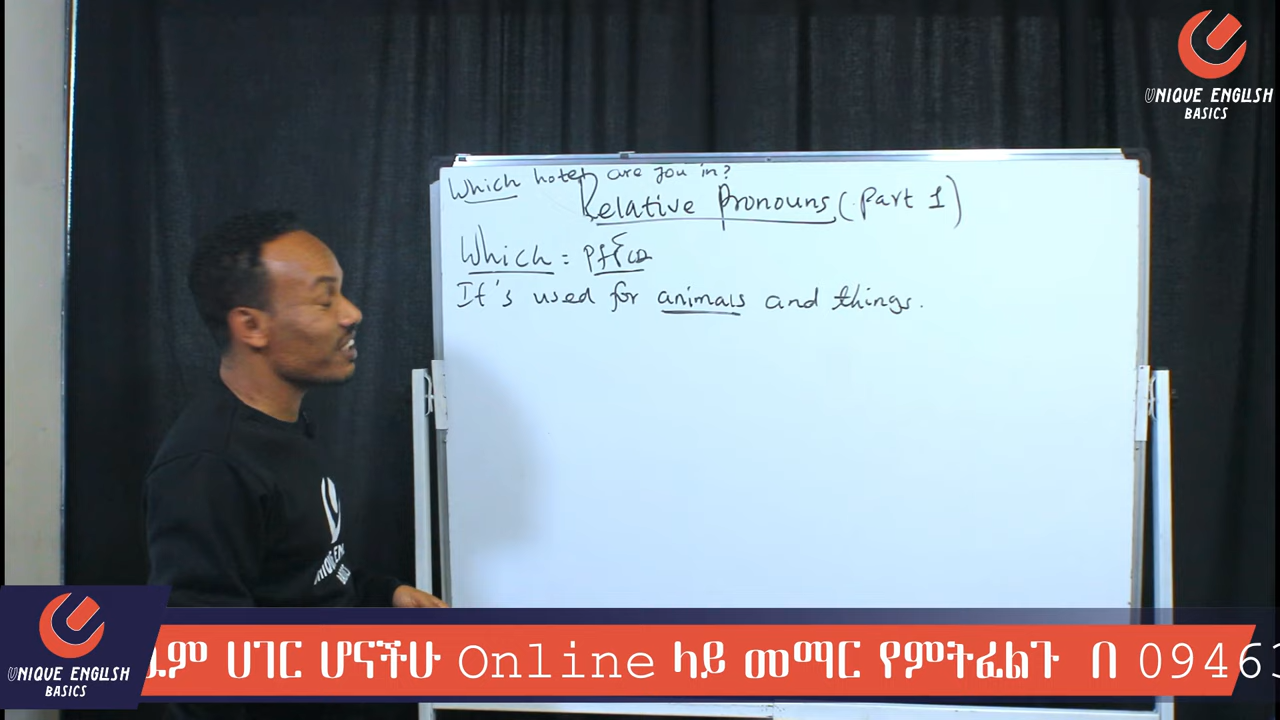 UNIQUE ENGLISH
BASICS
Which hotel are you in?
Relative Pronouns (Part 1)
Which = የትኛው
It's used for animals and things.
UNIQUE ENGLISH
BASICS
ሀገር ሆናችሁ Online ላይ መማር የምትፈልጉ በ 09463